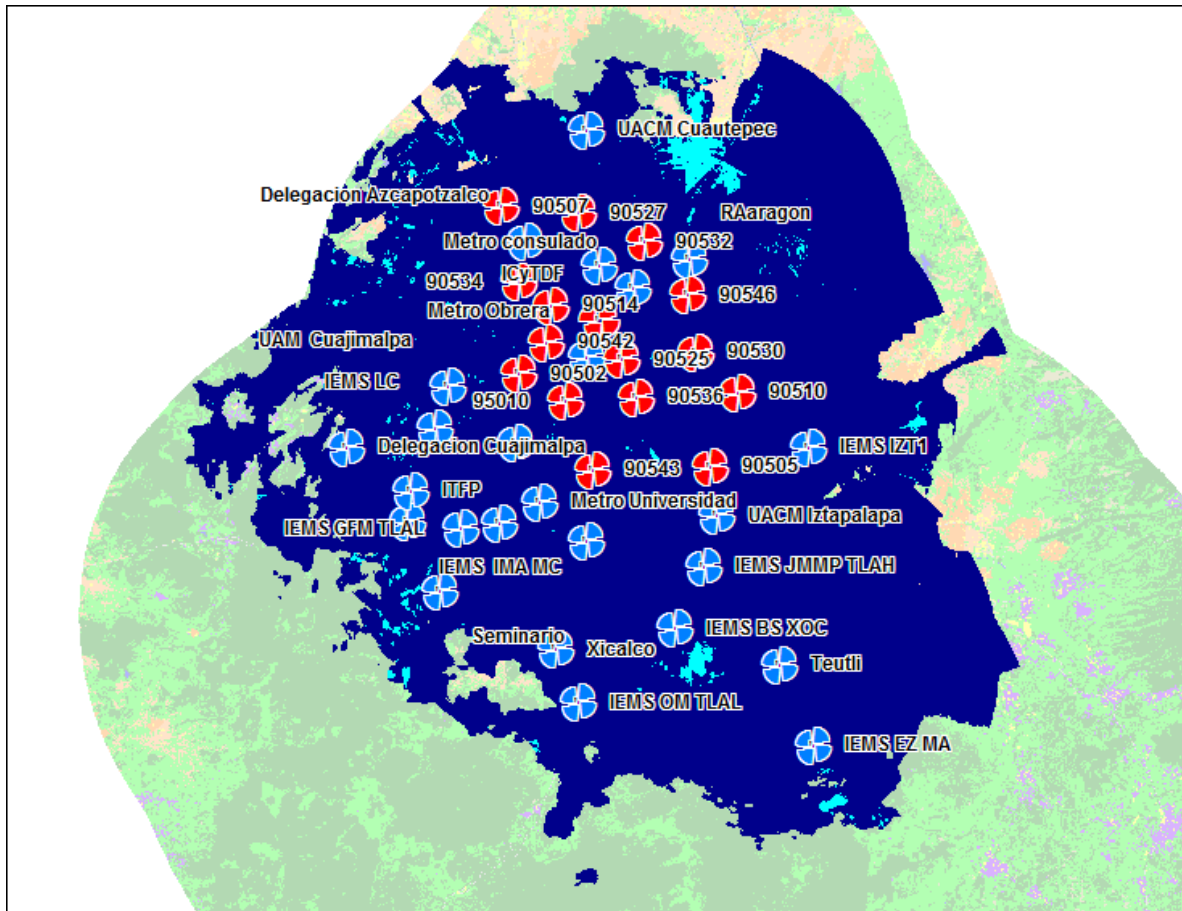 UACM Cuautepec
Delegación Azcapotzalco
90507
90527
RAaragon
Metro consulado
90532
90534
ICyTDF
90546
Metro Obrera
90514
UAM Cuajimalpa
90542
90525
90530
IEMS LC
90502
95010
90536
90510
Delegacion Cuajimalpa
IEMS IZT1
90543
90505
ITFP
Metro Universidad
IEMS GFM TLAL
UACM Iztapalapa
IEMS IMA MC
IEMS JMMP TLAH
Seminario
Xicalco
IEMS BS XOC
Teutli
IEMS OM TLAL
IEMS EZ MA